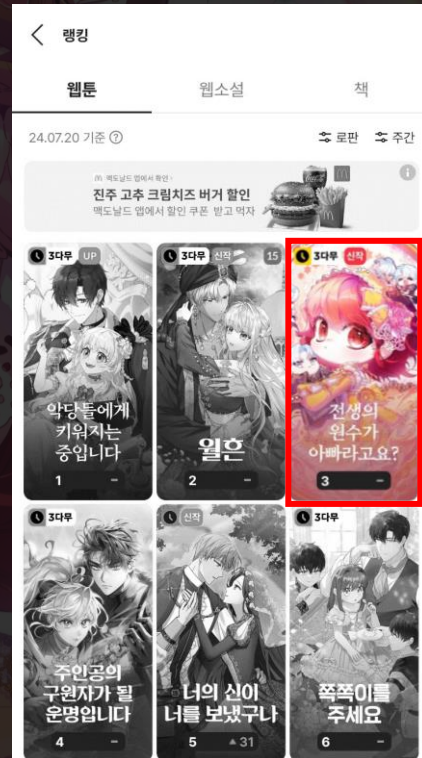 랭킹
웹툰 웹소설 책
24.07.20 기준 ? 로판 주간
맥도날드 앱에서 확인
진주 고추 크림치즈 버거 할인
맥도날드 앱에서 할인 쿠폰 받고 먹자
3다무 UP
악당들에게
키워지는
중입니다
1 -
3다무 신작 15
월흔
2 -
3다무 신작
전생의
원수가
아빠라고요?
3 -
3다무
주인공의
구원자가 될
운명입니다
4 -
신작
너의 신이
너를 보냈구나
5 ▲31
3다무
쪽쪽이를
주세요
6 -